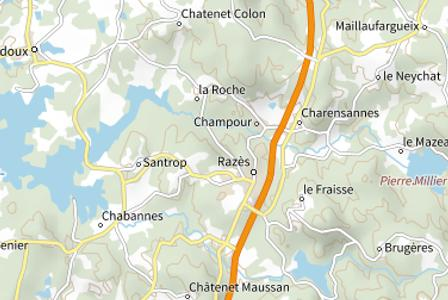 Chatenet Colon
Maillaufargueix
doux
le Neychat
la Roche
Champour
Charensannes
le Mazea
Santrop
Razès
Pierre Millier
le Fraisse
Chabannes
enier
Brugères
Châtenet Maussan